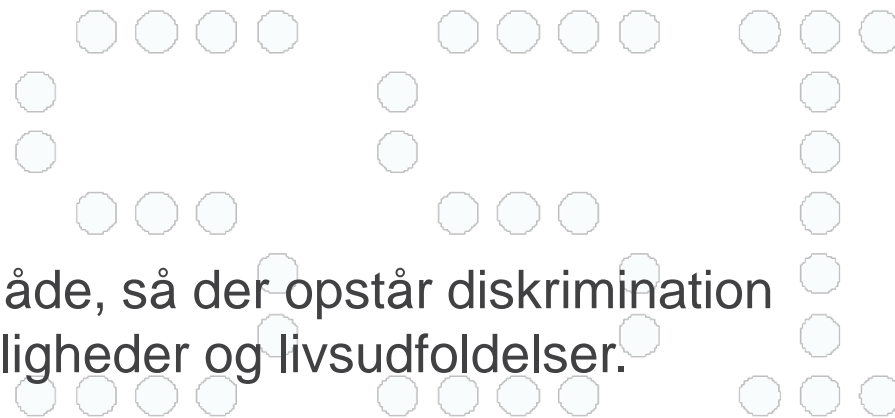 åde, så der opstår diskrimination
ligheder og livsudfoldelser.